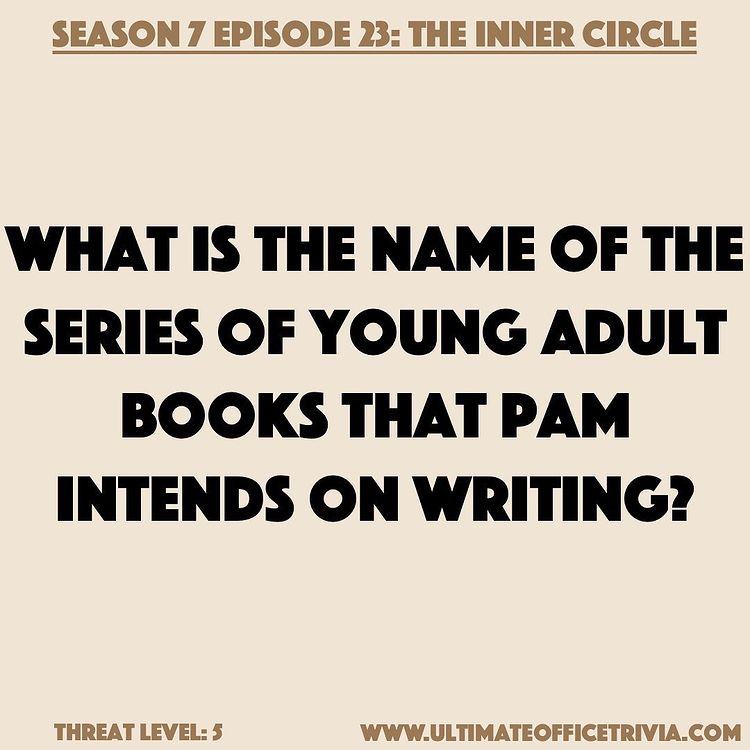 SEASON 7 EPISODE 23: THE INNER CIRCLE
WHAT IS THE NAME OF THE
SERIES OF YOUNG ADULT
BOOKS THAT PAM
INTENDS ON WRITING?
THREAT LEVEL: 5
WWW.ULTIMATEOFFICETRIVIA.COM